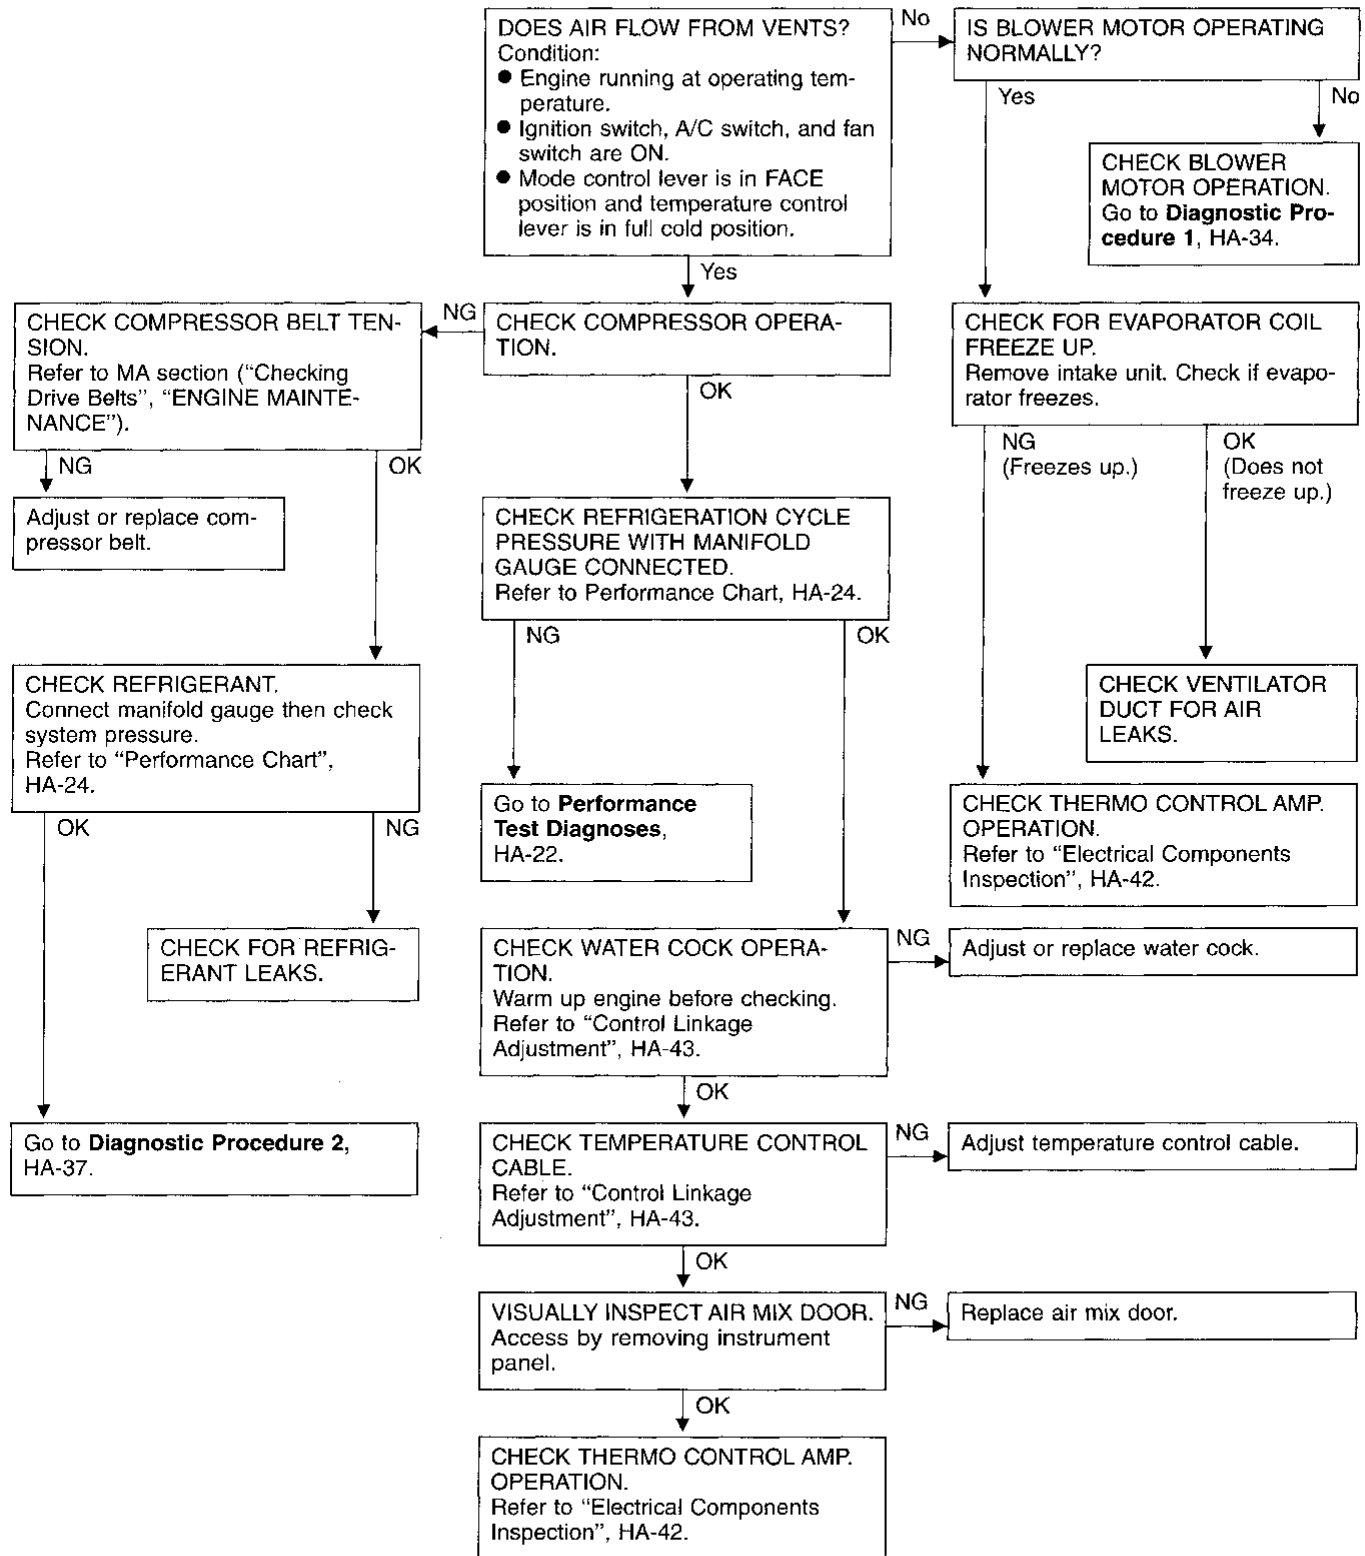 DOES AIR FLOW FROM VENTS?
Condition:
● Engine running at operating tem-
perature.
● Ignition switch, A/C switch, and fan
switch are ON.
● Mode control lever is in FACE
position and temperature control
lever is in full cold position.
No
IS BLOWER MOTOR OPERATING
NORMALLY?
Yes
No
CHECK BLOWER
MOTOR OPERATION.
Go to Diagnostic Pro-
cedure 1, HA-34.
Yes
CHECK COMPRESSOR BELT TEN-
SION.
Refer to MA section (“Checking
Drive Belts”, “ENGINE MAINTE-
NANCE”).
NG
CHECK COMPRESSOR OPERA-
TION.
OK
CHECK FOR EVAPORATOR COIL
FREEZE UP.
Remove intake unit. Check if evapo-
rator freezes.
NG
(Freezes up.)
OK
(Does not
freeze up.)
NG
OK
Adjust or replace com-
pressor belt.
CHECK REFRIGERATION CYCLE
PRESSURE WITH MANIFOLD
GAUGE CONNECTED.
Refer to Performance Chart, HA-24.
NG
OK
CHECK REFRIGERANT.
Connect manifold gauge then check
system pressure.
Refer to “Performance Chart”,
HA-24.
OK
NG
CHECK VENTILATOR
DUCT FOR AIR
LEAKS.
Go to Performance
Test Diagnoses,
HA-22.
CHECK THERMO CONTROL AMP.
OPERATION.
Refer to “Electrical Components
Inspection”, HA-42.
CHECK FOR REFRIG-
ERANT LEAKS.
CHECK WATER COCK OPERA-
TION.
Warm up engine before checking.
Refer to “Control Linkage
Adjustment”, HA-43.
NG
Adjust or replace water cock.
OK
Go to Diagnostic Procedure 2,
HA-37.
CHECK TEMPERATURE CONTROL
CABLE.
Refer to “Control Linkage
Adjustment”, HA-43.
NG
Adjust temperature control cable.
OK
VISUALLY INSPECT AIR MIX DOOR.
Access by removing instrument
panel.
NG
Replace air mix door.
OK
CHECK THERMO CONTROL AMP.
OPERATION.
Refer to “Electrical Components
Inspection”, HA-42.